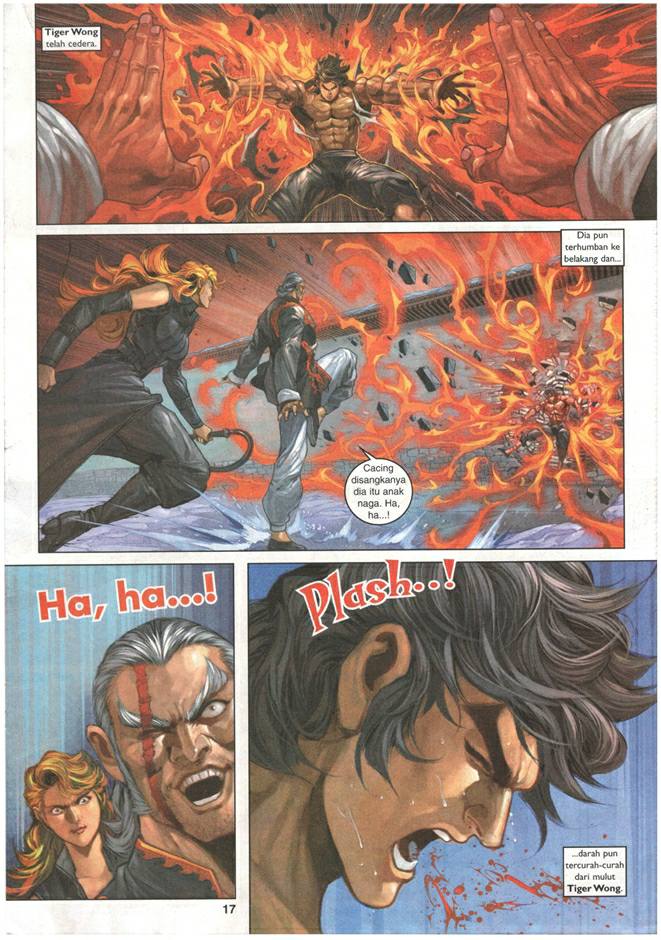 Tiger Wong
telah cedera.
Dia pun
terhumban ke
belakang dan...
Cacing
disangkanya
dia itu anak
naga. Ha,
ha...!
Ha, ha....!
Plash..!
...darah pun
tercurah-curah
dari mulut
Tiger Wong.
17